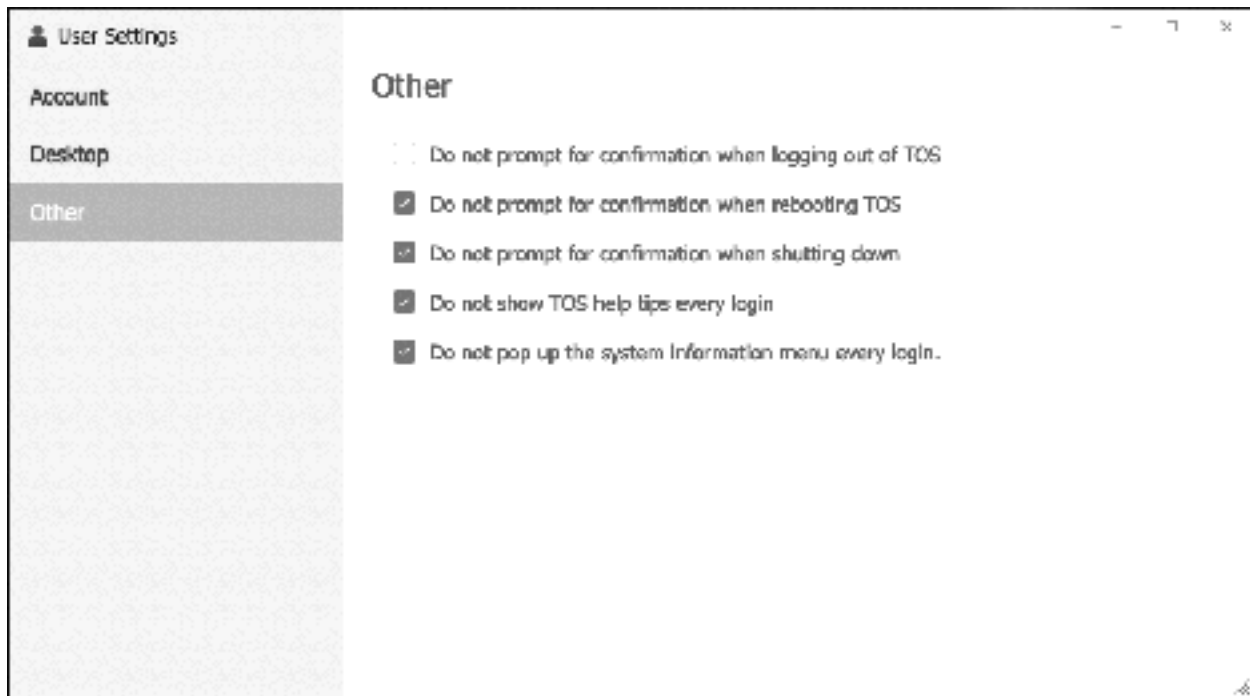 User Settings
Account
Desktop
Other
Other
Do not prompt for confirmation when logging out of TOS
Do not prompt for confirmation when rebooting TOS
Do not prompt for confirmation when shutting down
Do not show TOS help tips every login
Do not pop up the system information menu every login.